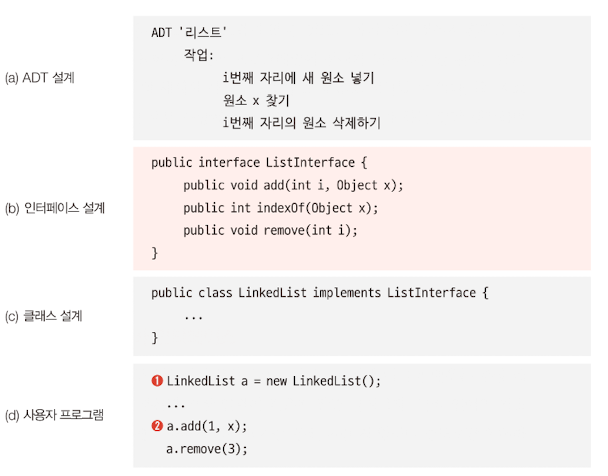 (a) ADT 설계
ADT '리스트'
작업:
i번째 자리에 새 원소 넣기
원소 x 찾기
i번째 자리의 원소 삭제하기
(b) 인터페이스 설계
public interface ListInterface {
public void add(int i, Object x);
public int indexOf(Object x);
public void remove(int i);
}
(c) 클래스 설계
public class LinkedList implements ListInterface {
...
}
(d) 사용자 프로그램
❶ LinkedList a = new LinkedList();
...
❷ a.add(1, x);
a.remove(3);